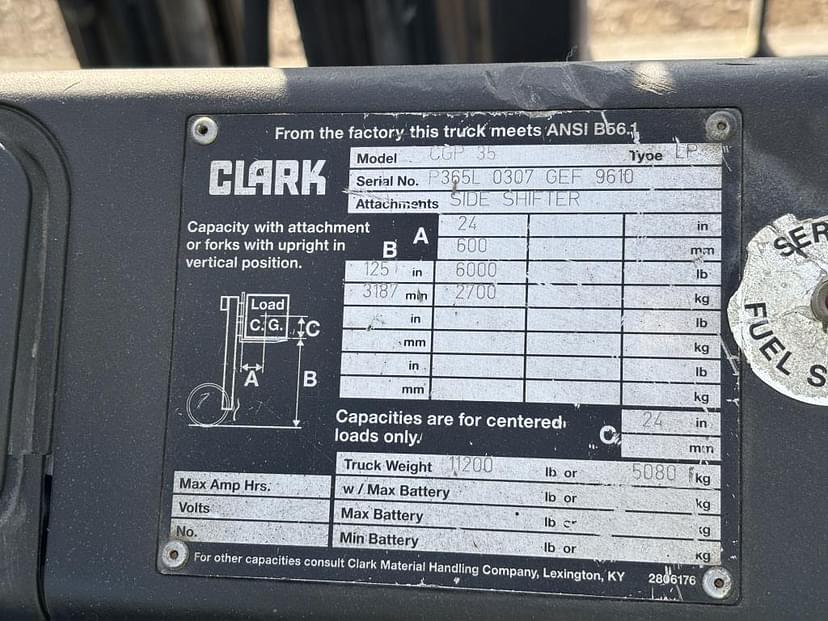 From the factory this truck meets ANSI B56.1
CLARK
Model CGP 35 Type LP
Serial No. P365L 0307 GEF 9610
Attachments SIDE SHIFTER
Capacity with attachment
or forks with upright in
vertical position.
B A 24 in
600 mm
125 in 6000 lb
3187 mm 2700 kg
in lb
mm kg
in lb
mm kg
Load
C. G. C
A B
Capacities are for centered
loads only.
C 24 in
mm
Truck Weight 11200 lb or 5080 kg
Max Amp Hrs. w / Max Battery lb or kg
Volts Max Battery lb or kg
No. Min Battery lb or kg
For other capacities consult Clark Material Handling Company, Lexington, KY 2806176
SER
FUEL S